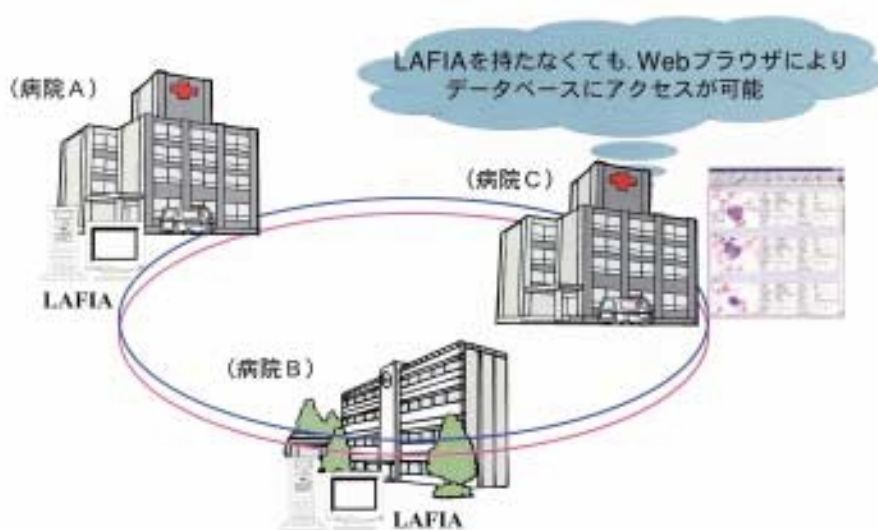 LAFIAを持たなくても、Webブラウザにより
データベースにアクセスが可能
（病院A）
（病院C）
LAFIA
（病院B）
LAFIA